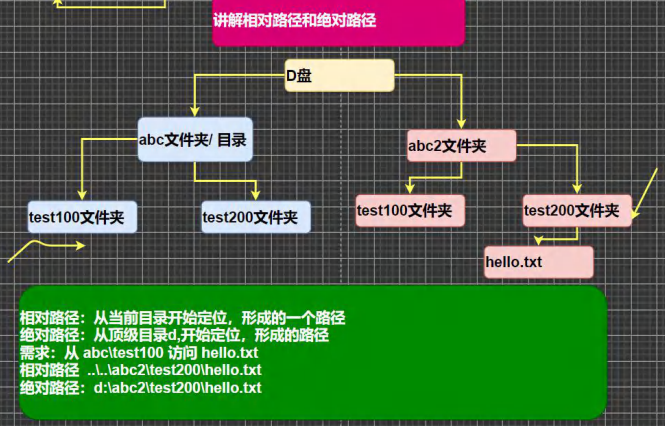 讲解相对路径和绝对路径
D盘
abc文件夹/ 目录
abc2文件夹
test100文件夹
test200文件夹
test100文件夹
test200文件夹
hello.txt
相对路径：从当前目录开始定位，形成的一个路径
绝对路径：从顶级目录d,开始定位，形成的路径
需求：从 abc\test100 访问 hello.txt
相对路径 ..\..\abc2\test200\hello.txt
绝对路径：d:\abc2\test200\hello.txt